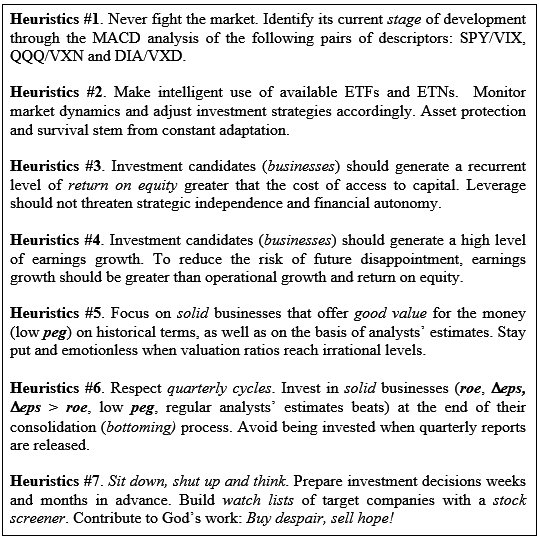 Heuristics #1. Never fight the market. Identify its current stage of development
through the MACD analysis of the following pairs of descriptors: SPY/VIX,
QQQ/VXN and DIA/VXD.
Heuristics #2. Make intelligent use of available ETFs and ETNs. Monitor
market dynamics and adjust investment strategies accordingly. Asset protection
and survival stem from constant adaptation.
Heuristics #3. Investment candidates (businesses) should generate a recurrent
level of return on equity greater that the cost of access to capital. Leverage
should not threaten strategic independence and financial autonomy.
Heuristics #4. Investment candidates (businesses) should generate a high level
of earnings growth. To reduce the risk of future disappointment, earnings
growth should be greater than operational growth and return on equity.
Heuristics #5. Focus on solid businesses that offer good value for the money
(low peg) on historical terms, as well as on the basis of analysts’ estimates. Stay
put and emotionless when valuation ratios reach irrational levels.
Heuristics #6. Respect quarterly cycles. Invest in solid businesses (roe, Δeps,
Δeps > roe, low peg, regular analysts’ estimates beats) at the end of their
consolidation (bottoming) process. Avoid being invested when quarterly reports
are released.
Heuristics #7. Sit down, shut up and think. Prepare investment decisions weeks
and months in advance. Build watch lists of target companies with a stock
screener. Contribute to God’s work: Buy despair, sell hope!